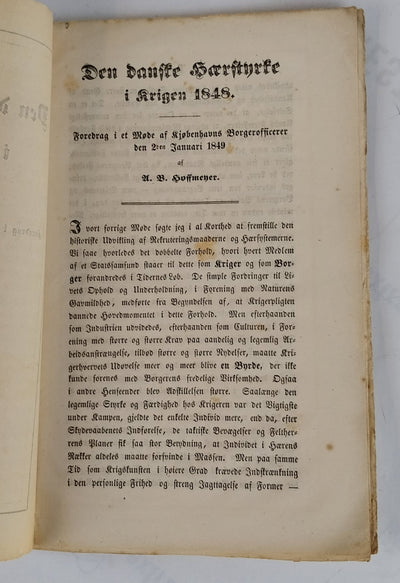 Den danske Hærstyrke
i Krigen 1848.
Foredrag i et Møde af Kjøbenhavns Borgerofficerer
den 2den Januari 1849
af
A. B. Hoffmeyer.
I vort forrige Møde søgte jeg i al Korthed at fremstille den
historiske Udvikling af Rekruteringsmaaderne og Hærsystemerne.
Vi saae hvorledes det dobbelte Forhold, hvori hvert Medlem
af et Statssamfund staaer til dette som Kriger og som Bor-
ger forandredes i Tidernes Løb. De simple Fordringer til Li-
vets Ophold og Underholdning, i Forening med Naturens
Gavmildhed, medførte fra Begyndelsen af, at Krigerpligten
dannede Hovedmomentet i dette Forhold. Men efterhaanden
som Industrien udvidedes, efterhaanden som Culturen, i For-
ening med større og større Krav paa aandelig og legemlig Ar-
beidsanstrængelse, tilbød større og større Nydelser, maatte Kri-
gerhvervets Udøvelse meer og meer blive en Byrde, der ikke
kunde forenes med Borgerens fredelige Virksomhed. Ogsaa
i andre Henseender blev Adskillelsen større. Saalænge den
legemlige Styrke og Færdighed hos Krigeren var det Vigtigste
under Kampen, gjeldt det enkelte Individ mere, end da, efter
Skydevaabenets Indførelse, de taktiske Bevægelser og Felther-
rens Planer fik saa stor Betydning, at Individet i Hærens
Rækker aldeles maatte forsvinde i Massen. Men paa samme
Tid som Krigskunsten i høiere Grad krævede Indskrænkning
i den personlige Frihed og streng Iagttagelse af Former —